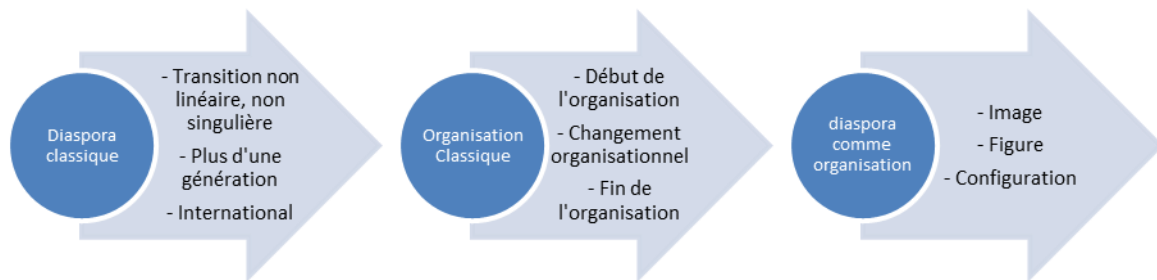 Diaspora
classique
- Transition non
linéaire, non
singulière
- Plus d'une
génération
- International
Organisation
Classique
- Début de
l'organisation
- Changement
organisationnel
- Fin de
l'organisation
diaspora
comme
organisation
- Image
- Figure
- Configuration